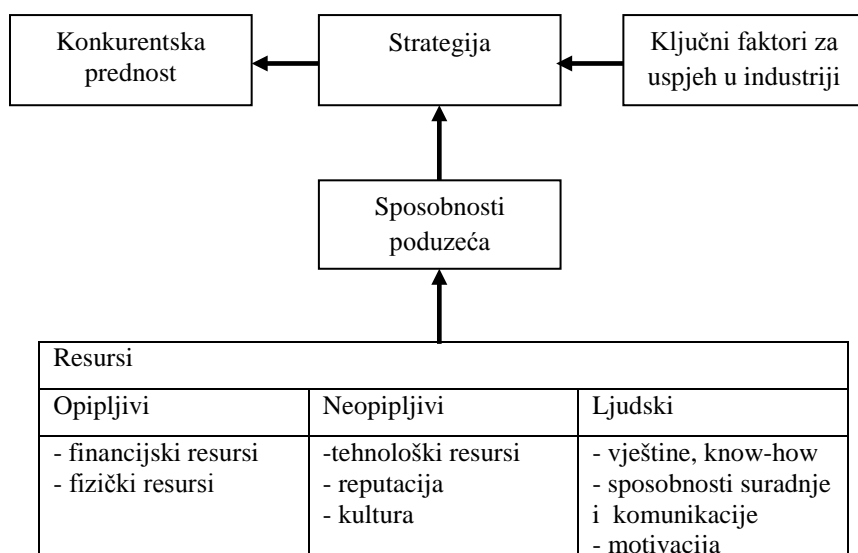 Konkurentska
prednost
Strategija
Ključni faktori za
uspjeh u industriji
Sposobnosti
poduzeća
Resursi
Opipljivi
Neopipljivi
Ljudski
- financijski resursi
- fizički resursi
-tehnološki resursi
- reputacija
- kultura
- vještine, know-how
- sposobnosti suradnje
i komunikacije
- motivacija